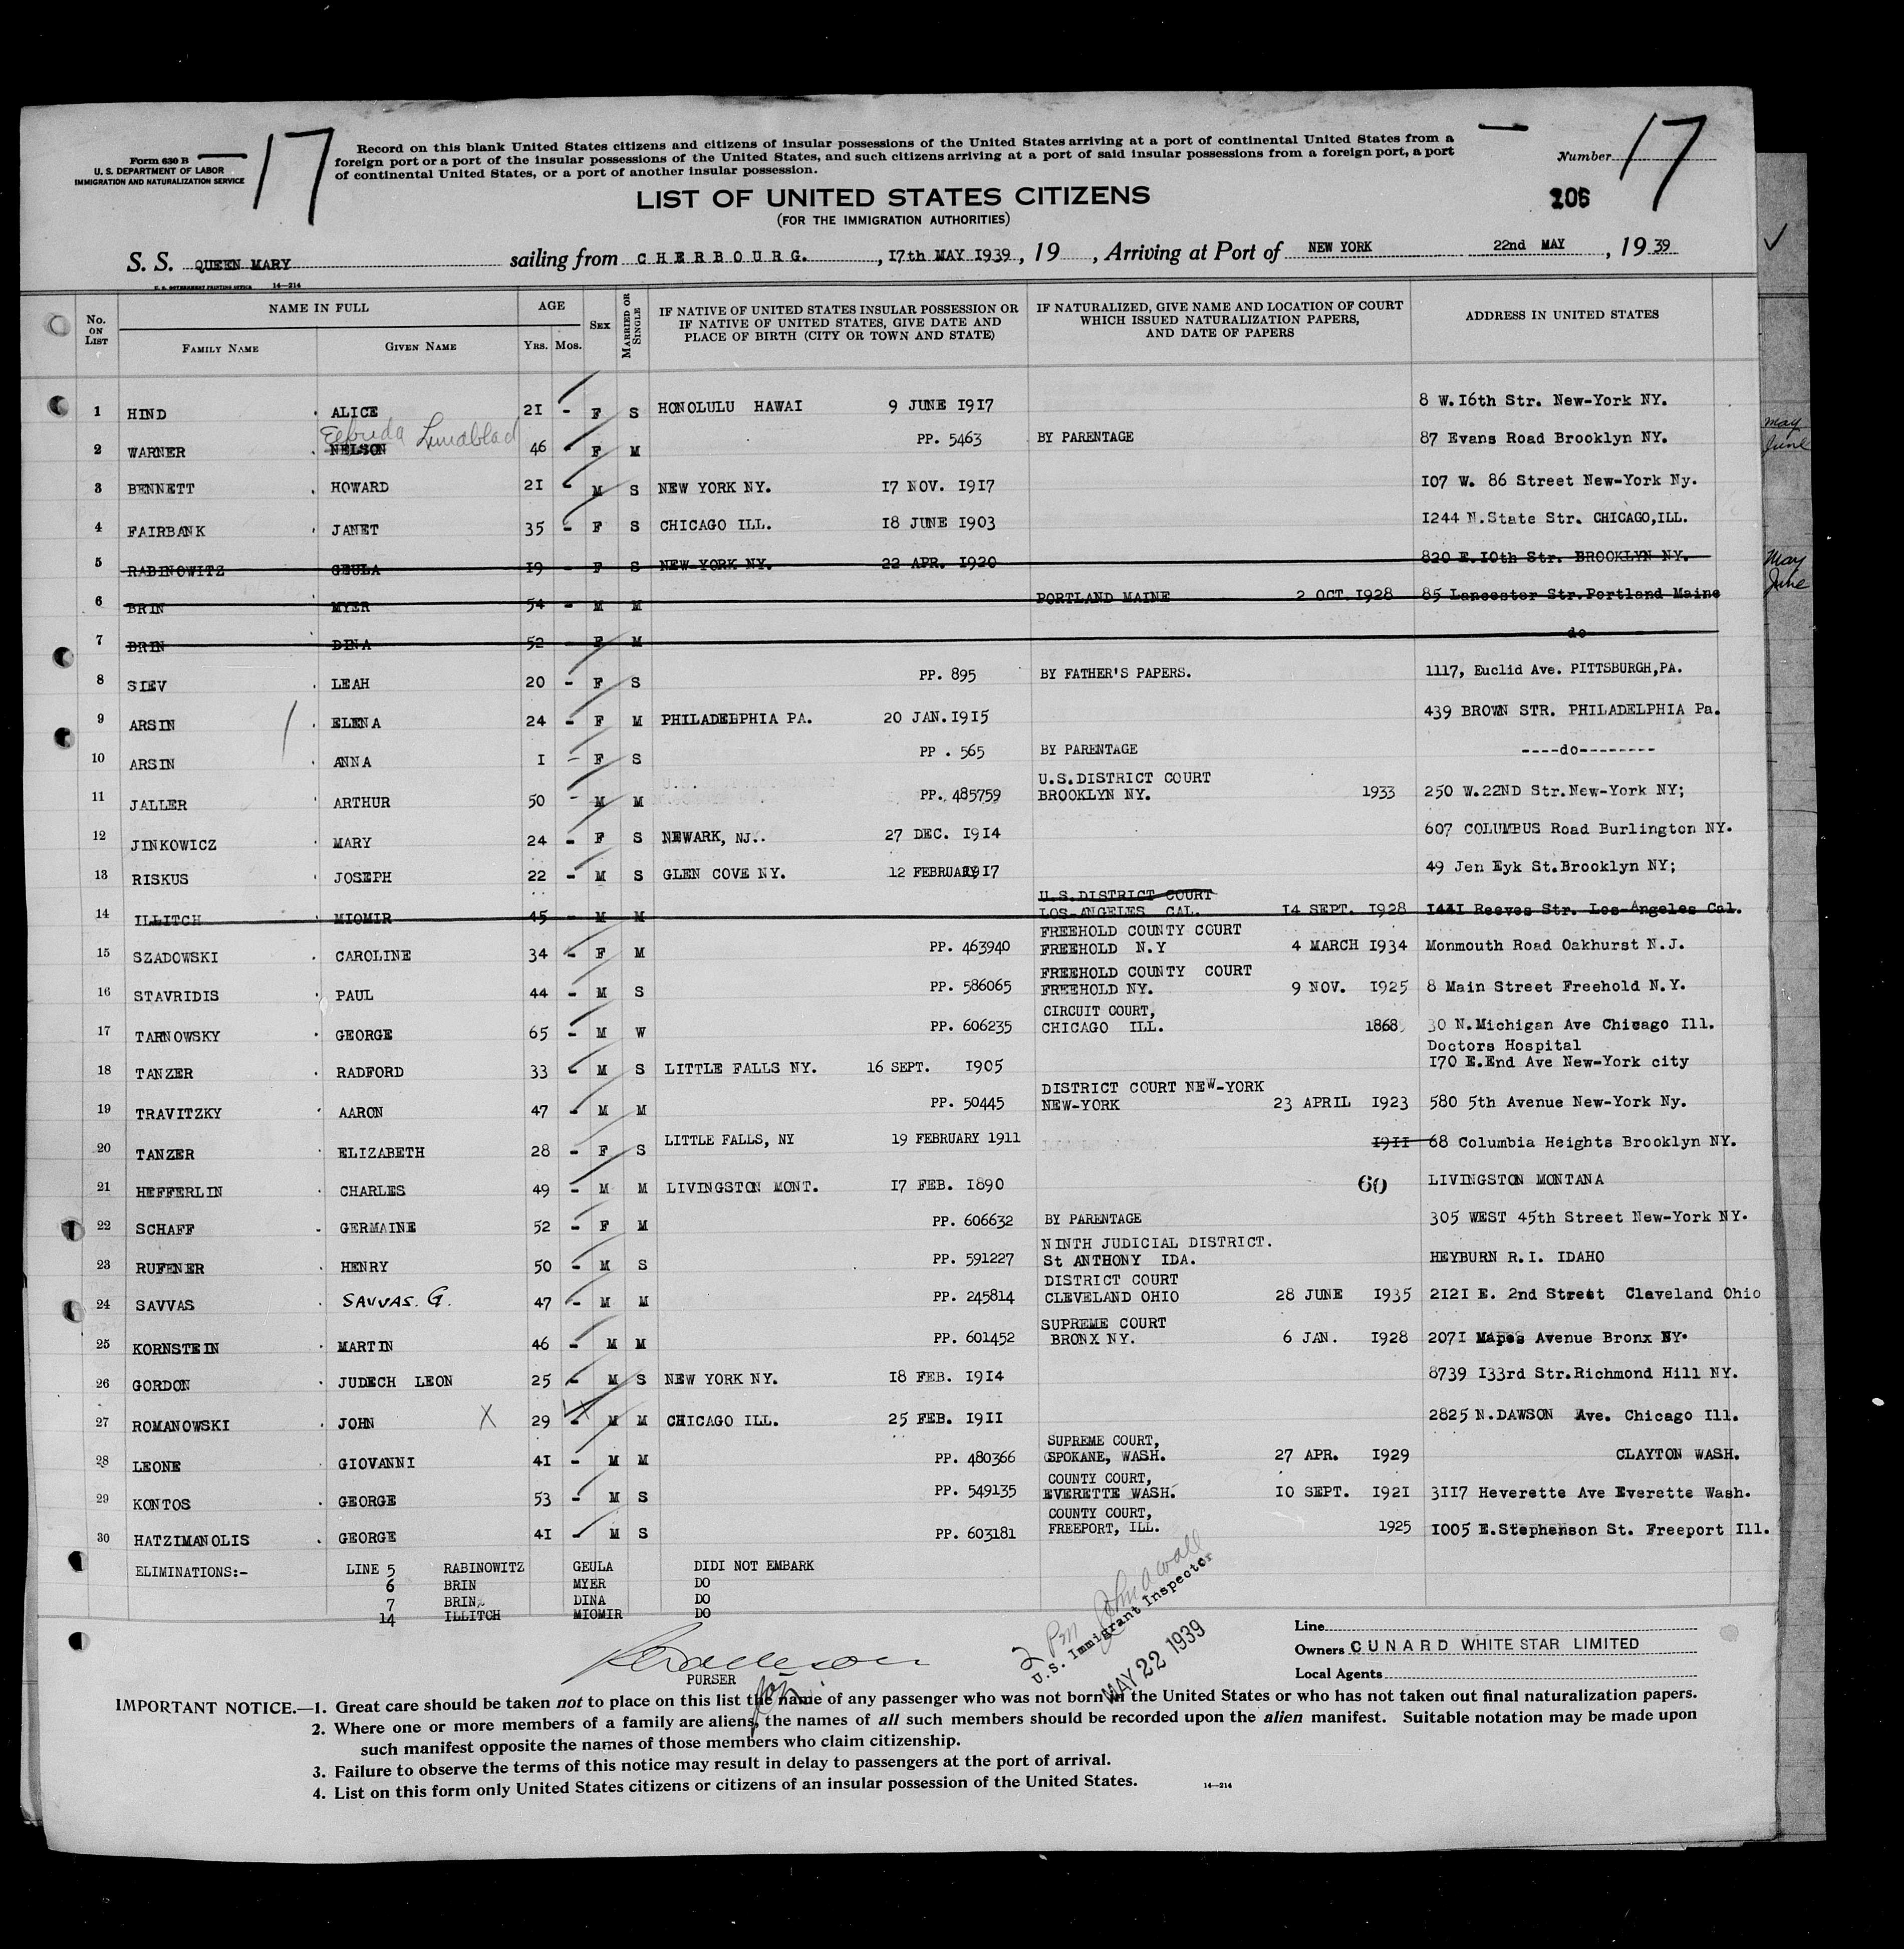 17
Form 630 B
U. S. DEPARTMENT OF LABOR
IMMIGRATION AND NATURALIZATION SERVICE
Record on this blank United States citizens and citizens of insular possessions of the United States arriving at a port of continental United States from a
foreign port or a port of the insular possessions of the United States, and such citizens arriving at a port of said insular possessions from a foreign port, a port
of continental United States, or a port of another insular possession.
Number 17
106
LIST OF UNITED STATES CITIZENS
(FOR THE IMMIGRATION AUTHORITIES)
S. S. QUEEN MARY sailing from CHERBOURG. , 17th MAY 1939 , 19 , Arriving at Port of NEW YORK 22nd MAY , 19 39
U. S. GOVERNMENT PRINTING OFFICE 14—214
No. ON LIST NAME IN FULL AGE SEX MARRIED OR SINGLE IF NATIVE OF UNITED STATES INSULAR POSSESSION OR IF NATIVE OF UNITED STATES, GIVE DATE AND PLACE OF BIRTH (CITY OR TOWN AND STATE) IF NATURALIZED, GIVE NAME AND LOCATION OF COURT WHICH ISSUED NATURALIZATION PAPERS, AND DATE OF PAPERS ADDRESS IN UNITED STATES
FAMILY NAME GIVEN NAME YRS. MOS.
1 HIND ALICE 21 - F S HONOLULU HAWAI 9 JUNE 1917 8 W.16th Str. New-York NY.
Elfrida Lundblad
2 WARNER NELSON 46 - F M PP. 5463 BY PARENTAGE 87 Evans Road Brooklyn NY.
May
June
3 BENNETT HOWARD 21 - M S NEW YORK NY. 17 NOV. 1917 107 W. 86 Street New-York Ny.
4 FAIRBANK JANET 35 - F S CHICAGO ILL. 18 JUNE 1903 1244 N.State Str. CHICAGO,ILL.
5 RABINOWITZ GEULA 19 - F S NEW-YORK NY. 22 APR. 1920 820 E.10th Str. BROOKLYN NY.
May
June
6 BRIN MYER 54 - M M PORTLAND MAINE 2 OCT.1928 85 Lancester Str.Portland Maine
7 BRIN DINA 52 - F M do
8 SIEV LEAH 20 - F S PP. 895 BY FATHER'S PAPERS. 1117, Euclid Ave. PITTSBURGH,PA.
9 ARSIN ELENA 24 - F M PHILADELPHIA PA. 20 JAN.1915 439 BROWN STR. PHILADELPHIA Pa.
10 ARSIN ANNA 1 - F S PP . 565 BY PARENTAGE ----do--------
U.S.DISTRICT COURT
11 JALLER ARTHUR 50 - M M PP. 485759 BROOKLYN NY. 1933 250 W.22ND Str.New-York NY;
12 JINKOWICZ MARY 24 - F S NEWARK, NJ.. 27 DEC. 1914 607 COLUMBUS Road Burlington NY.
13 RISKUS JOSEPH 22 - M S GLEN COVE NY. 12 FEBRUARY 1917 49 Jen Eyk St.Brooklyn NY;
U.S.DISTRICT COURT
14 ILLITCH MIOMIR 45 - M M LOS-ANGELES CAL. 14 SEPT. 1928 1441 Reeves Str. Los-Angeles Cal.
FREEHOLD COUNTY COURT
15 SZADOWSKI CAROLINE 34 - F M PP. 463940 FREEHOLD N.Y 4 MARCH 1934 Monmouth Road Oakhurst N.J.
FREEHOLD COUNTY COURT
16 STAVRIDIS PAUL 44 - M S PP. 586065 FREEHOLD NY. 9 NOV. 1925 8 Main Street Freehold N.Y.
CIRCUIT COURT,
17 TARNOWSKY GEORGE 65 - M W PP. 606235 CHICAGO ILL. 1868 30 N.Michigan Ave Chicago Ill.
Doctors Hospital
18 TANZER RADFORD 33 - M S LITTLE FALLS NY. 16 SEPT. 1905 170 E.End Ave New-York city
DISTRICT COURT NEW-YORK
19 TRAVITZKY AARON 47 - M M PP. 50445 NEW-YORK 23 APRIL 1923 580 5th Avenue New-York Ny.
20 TANZER ELIZABETH 28 - F S LITTLE FALLS, NY 19 FEBRUARY 1911 1911 68 Columbia Heights Brooklyn NY.
21 HEFFERLIN CHARLES 49 - M M LIVINGSTON MONT. 17 FEB. 1890 60 LIVINGSTON MONTANA
22 SCHAFF GERMAINE 52 - F M PP. 606632 BY PARENTAGE 305 WEST 45th Street New-York NY.
NINTH JUDICIAL DISTRICT.
23 RUFENER HENRY 50 - M S PP. 591227 St ANTHONY IDA. HEYBURN R.I. IDAHO
DISTRICT COURT
24 SAVVAS SAVVAS. G. 47 - M M PP. 245814 CLEVELAND OHIO 28 JUNE 1935 2121 E. 2nd Street Claveland Ohio
SUPREME COURT
25 KORNSTEIN MARTIN 46 - M M PP. 601452 BRONX NY. 6 JAN. 1928 2071 Mapes Avenue Bronx NY.
26 GORDON JUDECH LEON 25 - M S NEW YORK NY. 18 FEB. 1914 8739 133rd Str.Richmond Hill NY.
27 ROMANOWSKI JOHN X 29 - M M CHICAGO ILL. 25 FEB. 1911 2825 N.DAWSON Ave. Chicago Ill.
SUPREME COURT,
28 LEONE GIOVANNI 41 - M M PP. 480366 SPOKANE, WASH. 27 APR. 1929 CLAYTON WASH.
COUNTY COURT,
29 KONTOS GEORGE 53 - M S PP. 549135 EVERETTE WASH. 10 SEPT. 1921 3117 Heverette Ave Everette Wash.
COUNTY COURT,
30 HATZIMANOLIS GEORGE 41 - M S PP. 603181 FREEPORT, ILL. 1925 1005 E.Stephenson St. Freeport Ill.
ELIMINATIONS:- LINE 5 RABINOWITZ GEULA DIDI NOT EMBARK
6 BRIN MYER DO
7 BRIN DINA DO
14 ILLITCH MIOMIR DO
2 PM
U.S. Immigrant Inspector
MAY 22 1939
PURSER
for
Line
Owners CUNARD WHITE STAR LIMITED
Local Agents
IMPORTANT NOTICE.—1. Great care should be taken not to place on this list the name of any passenger who was not born in the United States or who has not taken out final naturalization papers.
2. Where one or more members of a family are aliens, the names of all such members should be recorded upon the alien manifest. Suitable notation may be made upon
such manifest opposite the names of those members who claim citizenship.
3. Failure to observe the terms of this notice may result in delay to passengers at the port of arrival.
4. List on this form only United States citizens or citizens of an insular possession of the United States.
14—214